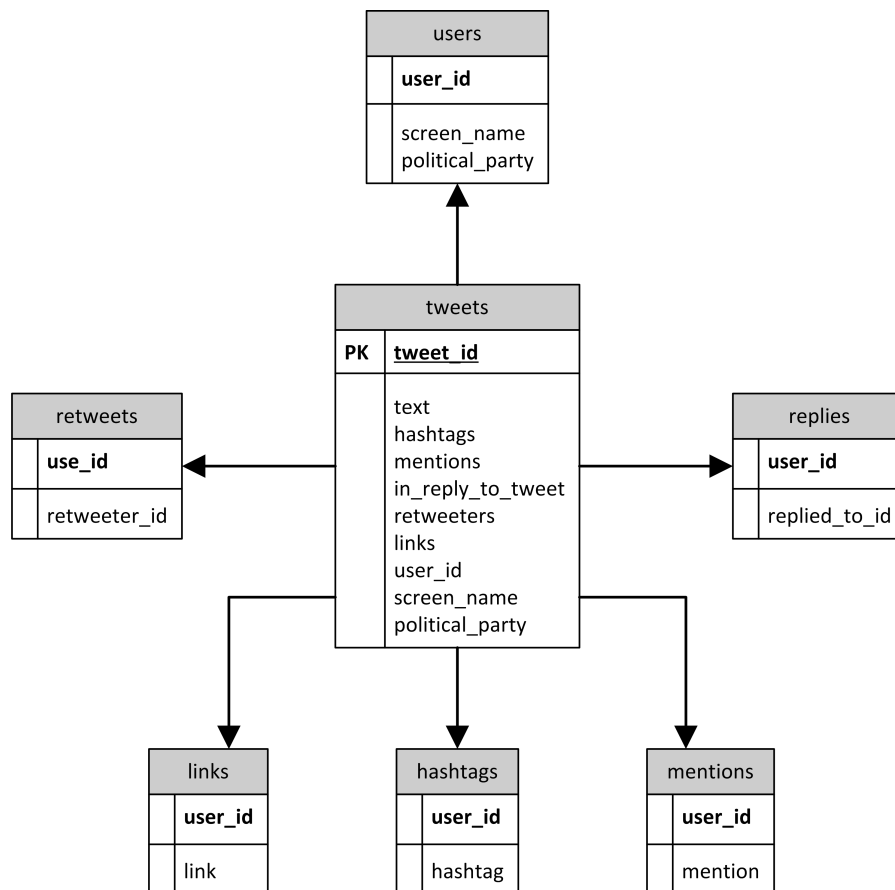 users
user_id
screen_name
political_party
tweets
PK tweet_id
text
hashtags
mentions
in_reply_to_tweet
retweeters
links
user_id
screen_name
political_party
retweets
use_id
retweeter_id
replies
user_id
replied_to_id
links
user_id
link
hashtags
user_id
hashtag
mentions
user_id
mention